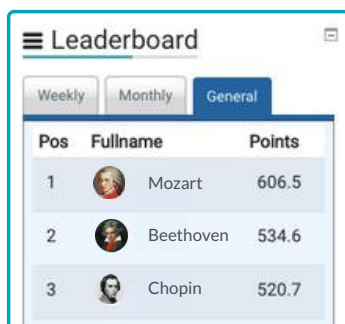 Leaderboard
Weekly Monthly General
Pos Fullname Points
1 Mozart 606.5
2 Beethoven 534.6
3 Chopin 520.7